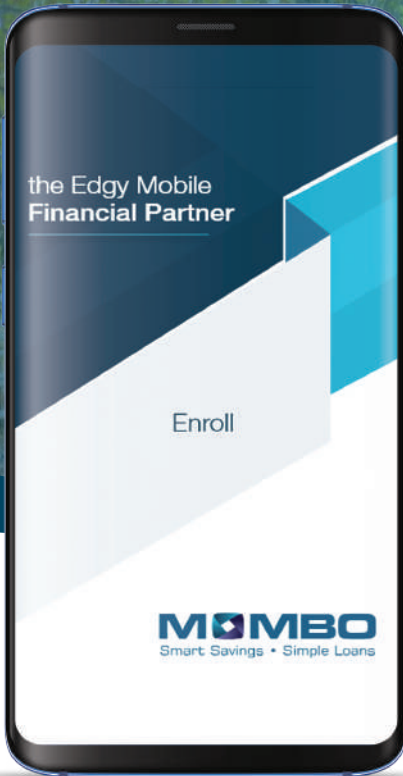 the Edgy Mobile
Financial Partner
Enroll
MOMBO
Smart Savings • Simple Loans